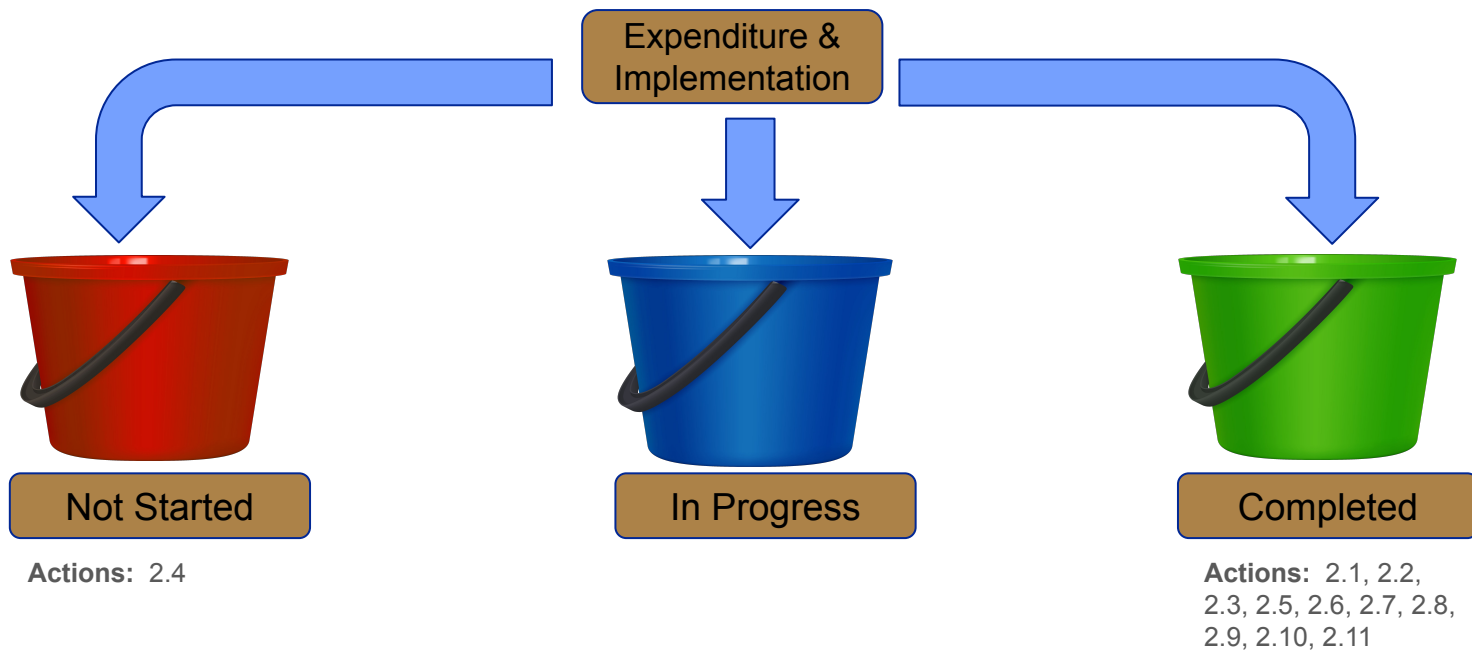 Expenditure &
Implementation
Not Started
In Progress
Completed
Actions: 2.4
Actions: 2.1, 2.2,
2.3, 2.5, 2.6, 2.7, 2.8,
2.9, 2.10, 2.11